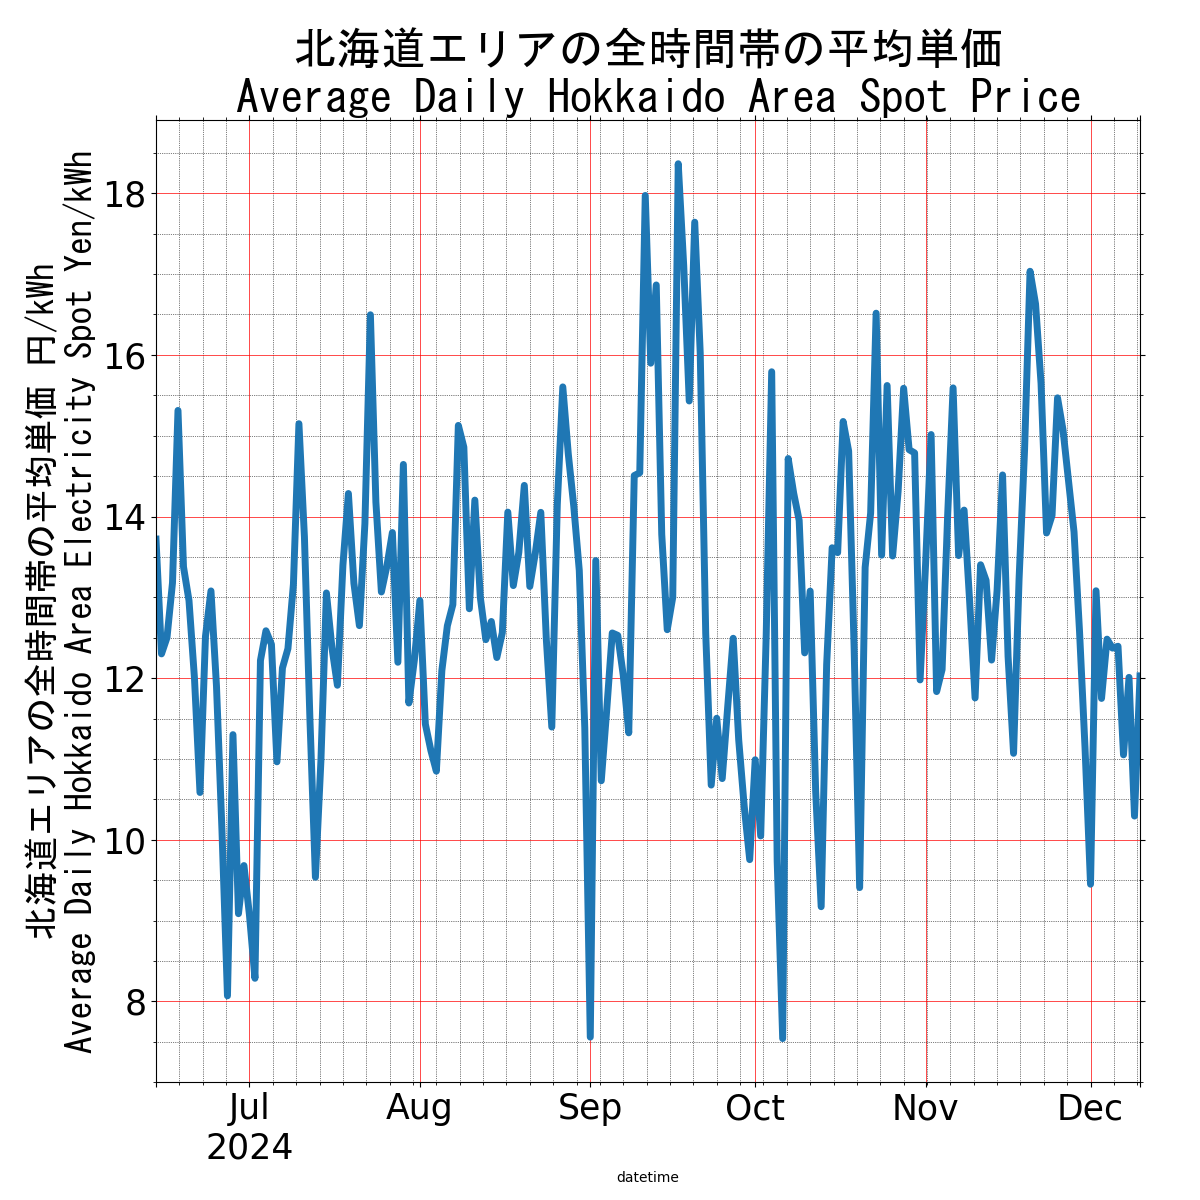 北海道エリアの全時間帯の平均単価
Average Daily Hokkaido Area Spot Price
北海道エリアの全時間帯の平均単価 円/kWh
Average Daily Hokkaido Area Electricity Spot Yen/kWh
18
16
14
12
10
8
Jul
2024
Aug
Sep
Oct
Nov
Dec
datetime